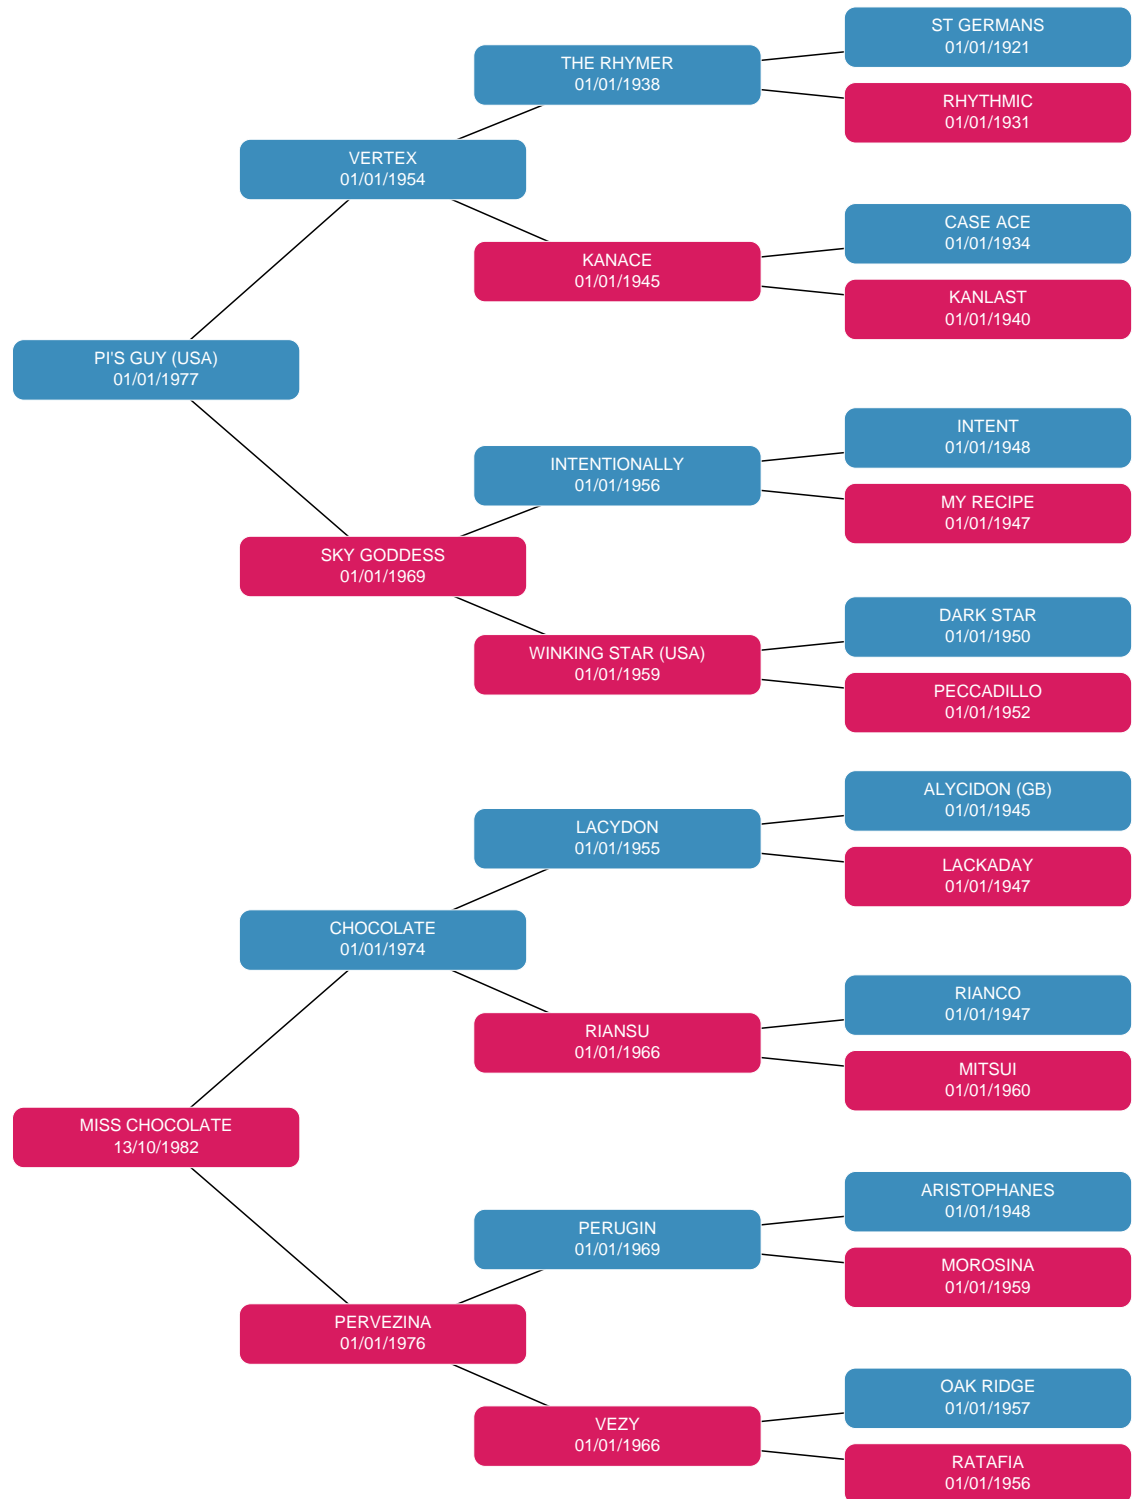 ST GERMANS
01/01/1921
THE RHYMER
01/01/1938
RHYTHMIC
01/01/1931
VERTEX
01/01/1954
CASE ACE
01/01/1934
KANACE
01/01/1945
KANLAST
01/01/1940
PI'S GUY (USA)
01/01/1977
INTENT
01/01/1948
INTENTIONALLY
01/01/1956
MY RECIPE
01/01/1947
SKY GODDESS
01/01/1969
DARK STAR
01/01/1950
WINKING STAR (USA)
01/01/1959
PECCADILLO
01/01/1952
ALYCIDON (GB)
01/01/1945
LACYDON
01/01/1955
LACKADAY
01/01/1947
CHOCOLATE
01/01/1974
RIANCO
01/01/1947
RIANSU
01/01/1966
MITSUI
01/01/1960
MISS CHOCOLATE
13/10/1982
ARISTOPHANES
01/01/1948
PERUGIN
01/01/1969
MOROSINA
01/01/1959
PERVEZINA
01/01/1976
OAK RIDGE
01/01/1957
VEZY
01/01/1966
RATAFIA
01/01/1956